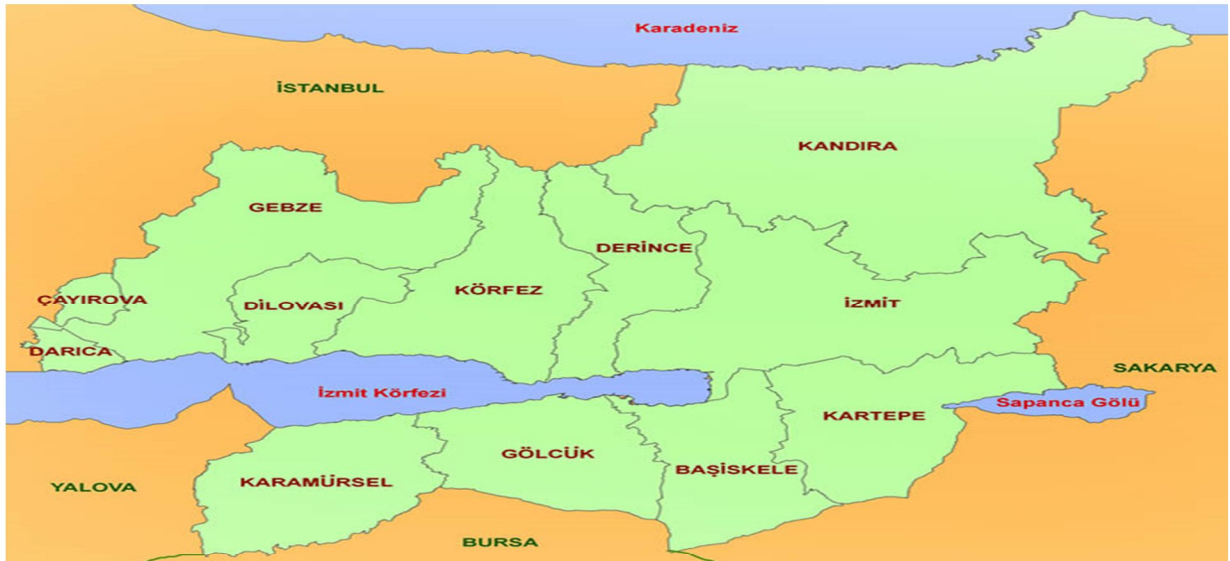 Karadeniz
İSTANBUL
KANDIRA
GEBZE
DERİNCE
KÖRFEZ
ÇAYIROVA
DİLOVASI
İZMİT
DARICA
SAKARYA
İzmit Körfezi
Sapanca Gölü
KARTEPE
GÖLCÜK
BAŞİSKELE
KARAMÜRSEL
YALOVA
BURSA